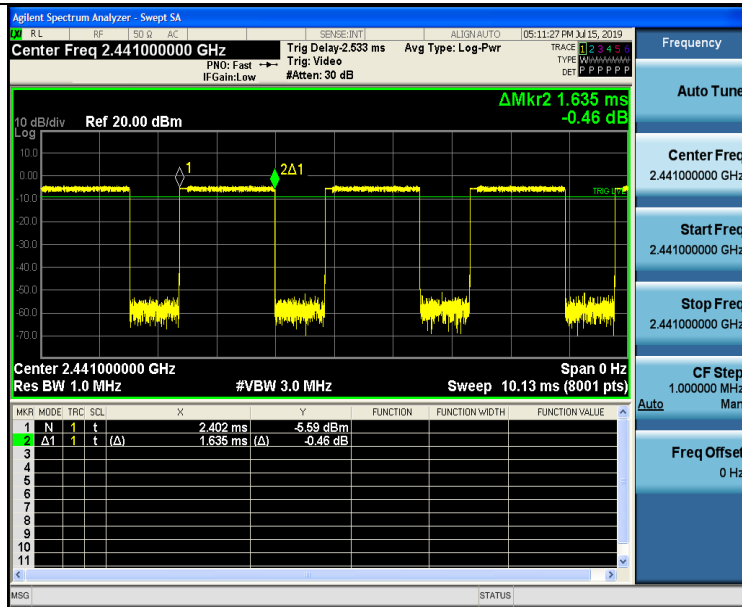 Agilent Spectrum Analyzer - Swept SA
LXI RL RF 50 Ω AC SENSE:INT ALIGN AUTO 05:11:27 PM Jul 15, 2019
Center Freq 2.441000000 GHz Trig Delay-2.533 ms Avg Type: Log-Pwr TRACE 1 2 3 4 5 6
PNO: Fast Trig: Video TYPE W
IFGain:Low #Atten: 30 dB DET P P P P P P
Frequency
Auto Tune
Center Freq
2.441000000 GHz
Start Freq
2.441000000 GHz
Stop Freq
2.441000000 GHz
CF Step
1.000000 MHz
Auto Man
Freq Offset
0 Hz
ΔMkr2 1.635 ms
-0.46 dB
10 dB/div Ref 20.00 dBm
Log
10.0
0.00
-10.0
-20.0
-30.0
-40.0
-50.0
-60.0
-70.0
1
2Δ1
TRIG LVL
Center 2.441000000 GHz Span 0 Hz
Res BW 1.0 MHz #VBW 3.0 MHz Sweep 10.13 ms (8001 pts)
MKR MODE TRC SCL X Y FUNCTION FUNCTION WIDTH FUNCTION VALUE
1 N 1 t 2.402 ms -5.59 dBm
2 Δ1 1 t (Δ) 1.635 ms (Δ) -0.46 dB
3
4
5
6
7
8
9
10
11
MSG STATUS